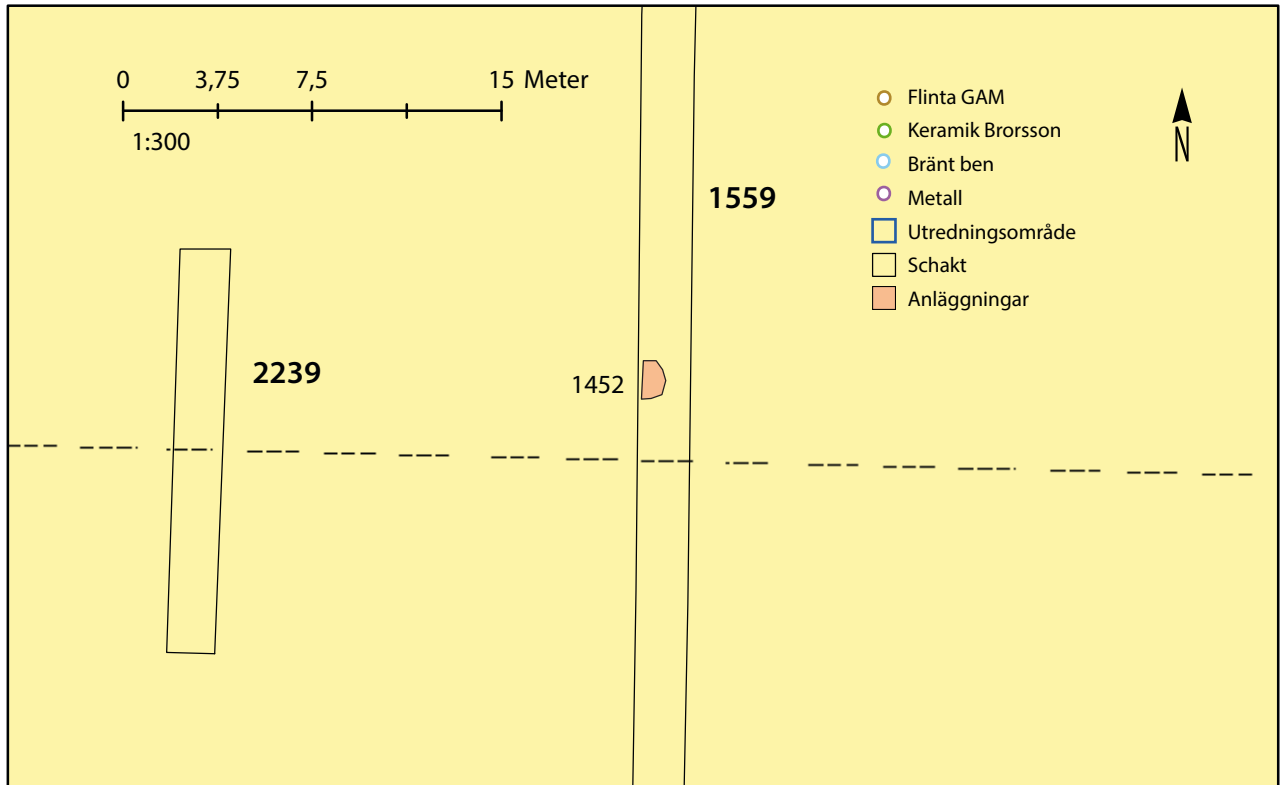 0 3,75 7,5 15 Meter
1:300
Flinta GAM
Keramik Brorsson
Bränt ben
Metall
Utredningsområde
Schakt
Anläggningar
N
1559
2239
1452